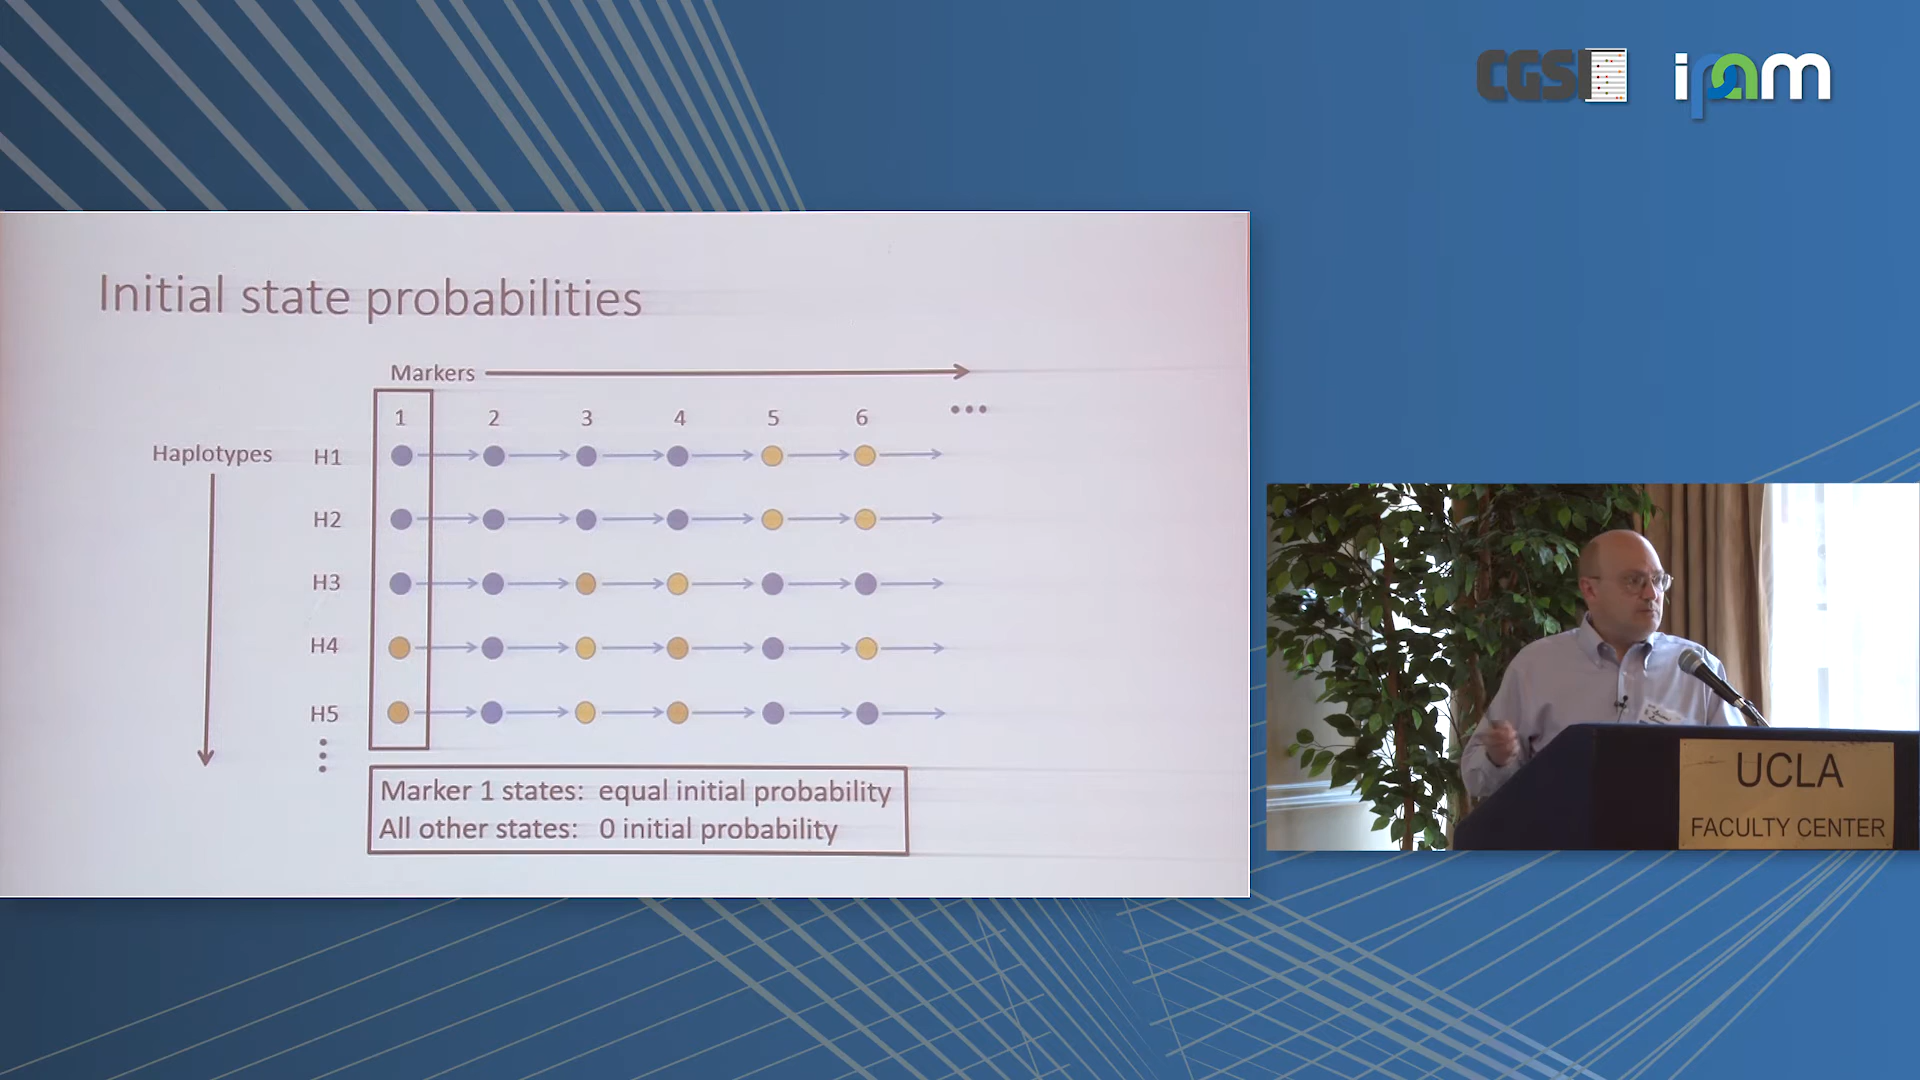 CGSI
ipam
Initial state probabilities
Markers
1 2 3 4 5 6 •••
Haplotypes H1
H2
H3
H4
H5
Marker 1 states: equal initial probability
All other states: 0 initial probability
UCLA
FACULTY CENTER